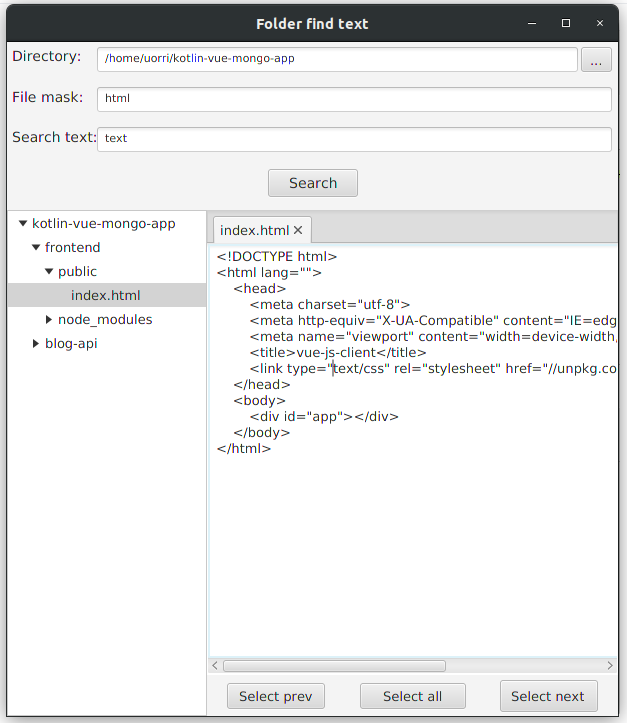 Folder find text
Directory: /home/uorri/kotlin-vue-mongo-app ...
File mask: html
Search text: text
Search
kotlin-vue-mongo-app
frontend
public
index.html
node_modules
blog-api
index.html
<!DOCTYPE html>
<html lang="">
<head>
<meta charset="utf-8">
<meta http-equiv="X-UA-Compatible" content="IE=edg
<meta name="viewport" content="width=device-width,
<title>vue-js-client</title>
<link type="text/css" rel="stylesheet" href="//unpkg.co
</head>
<body>
<div id="app"></div>
</body>
</html>
Select prev Select all Select next